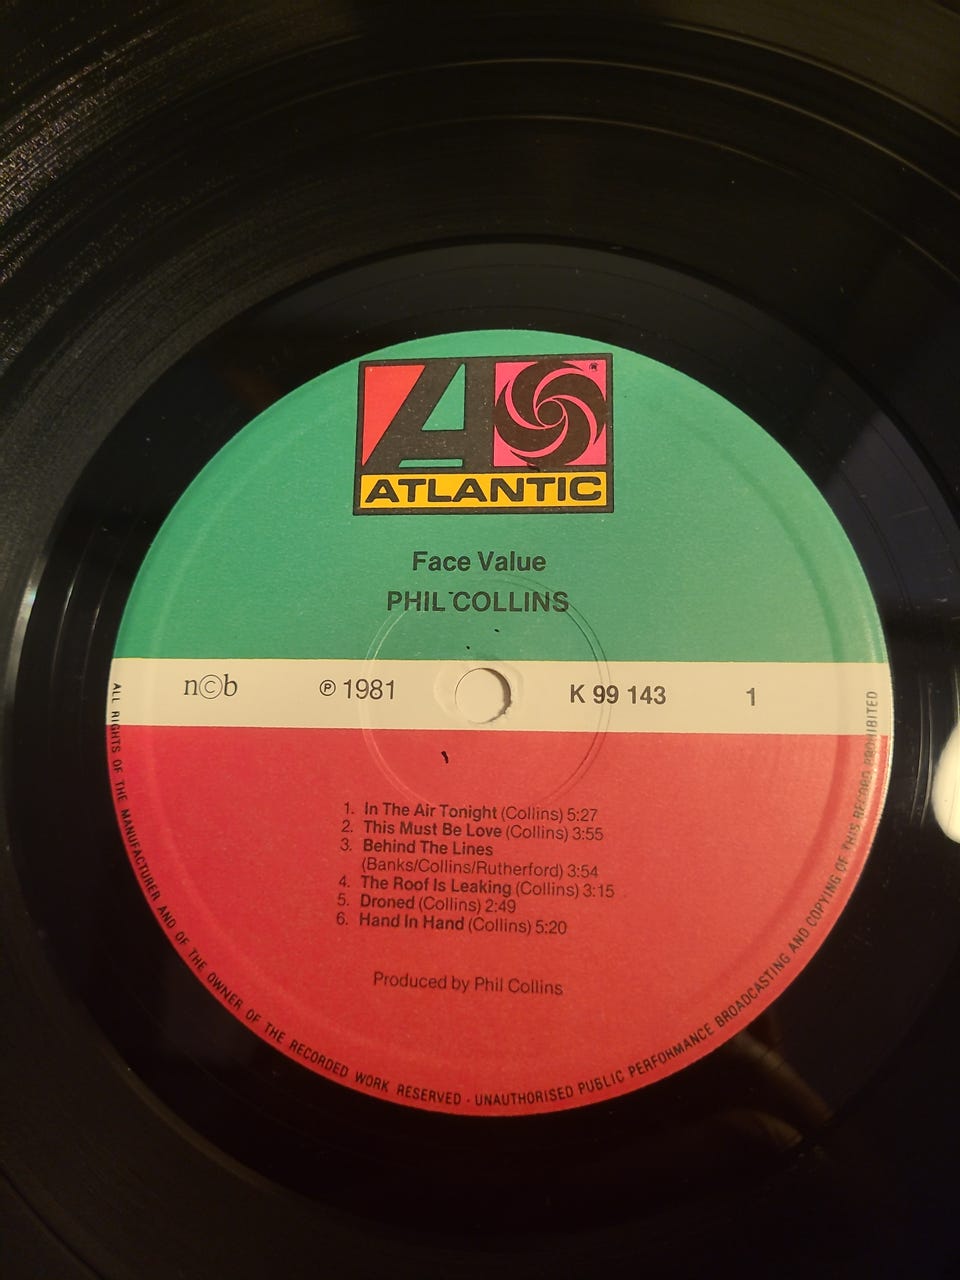 ATLANTIC
Face Value
PHIL COLLINS
n©b ℗ 1981 K 99 143 1
1. In The Air Tonight (Collins) 5:27
2. This Must Be Love (Collins) 3:55
3. Behind The Lines
(Banks/Collins/Rutherford) 3:54
4. The Roof Is Leaking (Collins) 3:15
5. Droned (Collins) 2:49
6. Hand In Hand (Collins) 5:20
Produced by Phil Collins
ALL RIGHTS OF THE MANUFACTURER AND OF THE OWNER OF THE RECORDED WORK RESERVED · UNAUTHORISED PUBLIC PERFORMANCE BROADCASTING AND COPYING OF THIS RECORD PROHIBITED